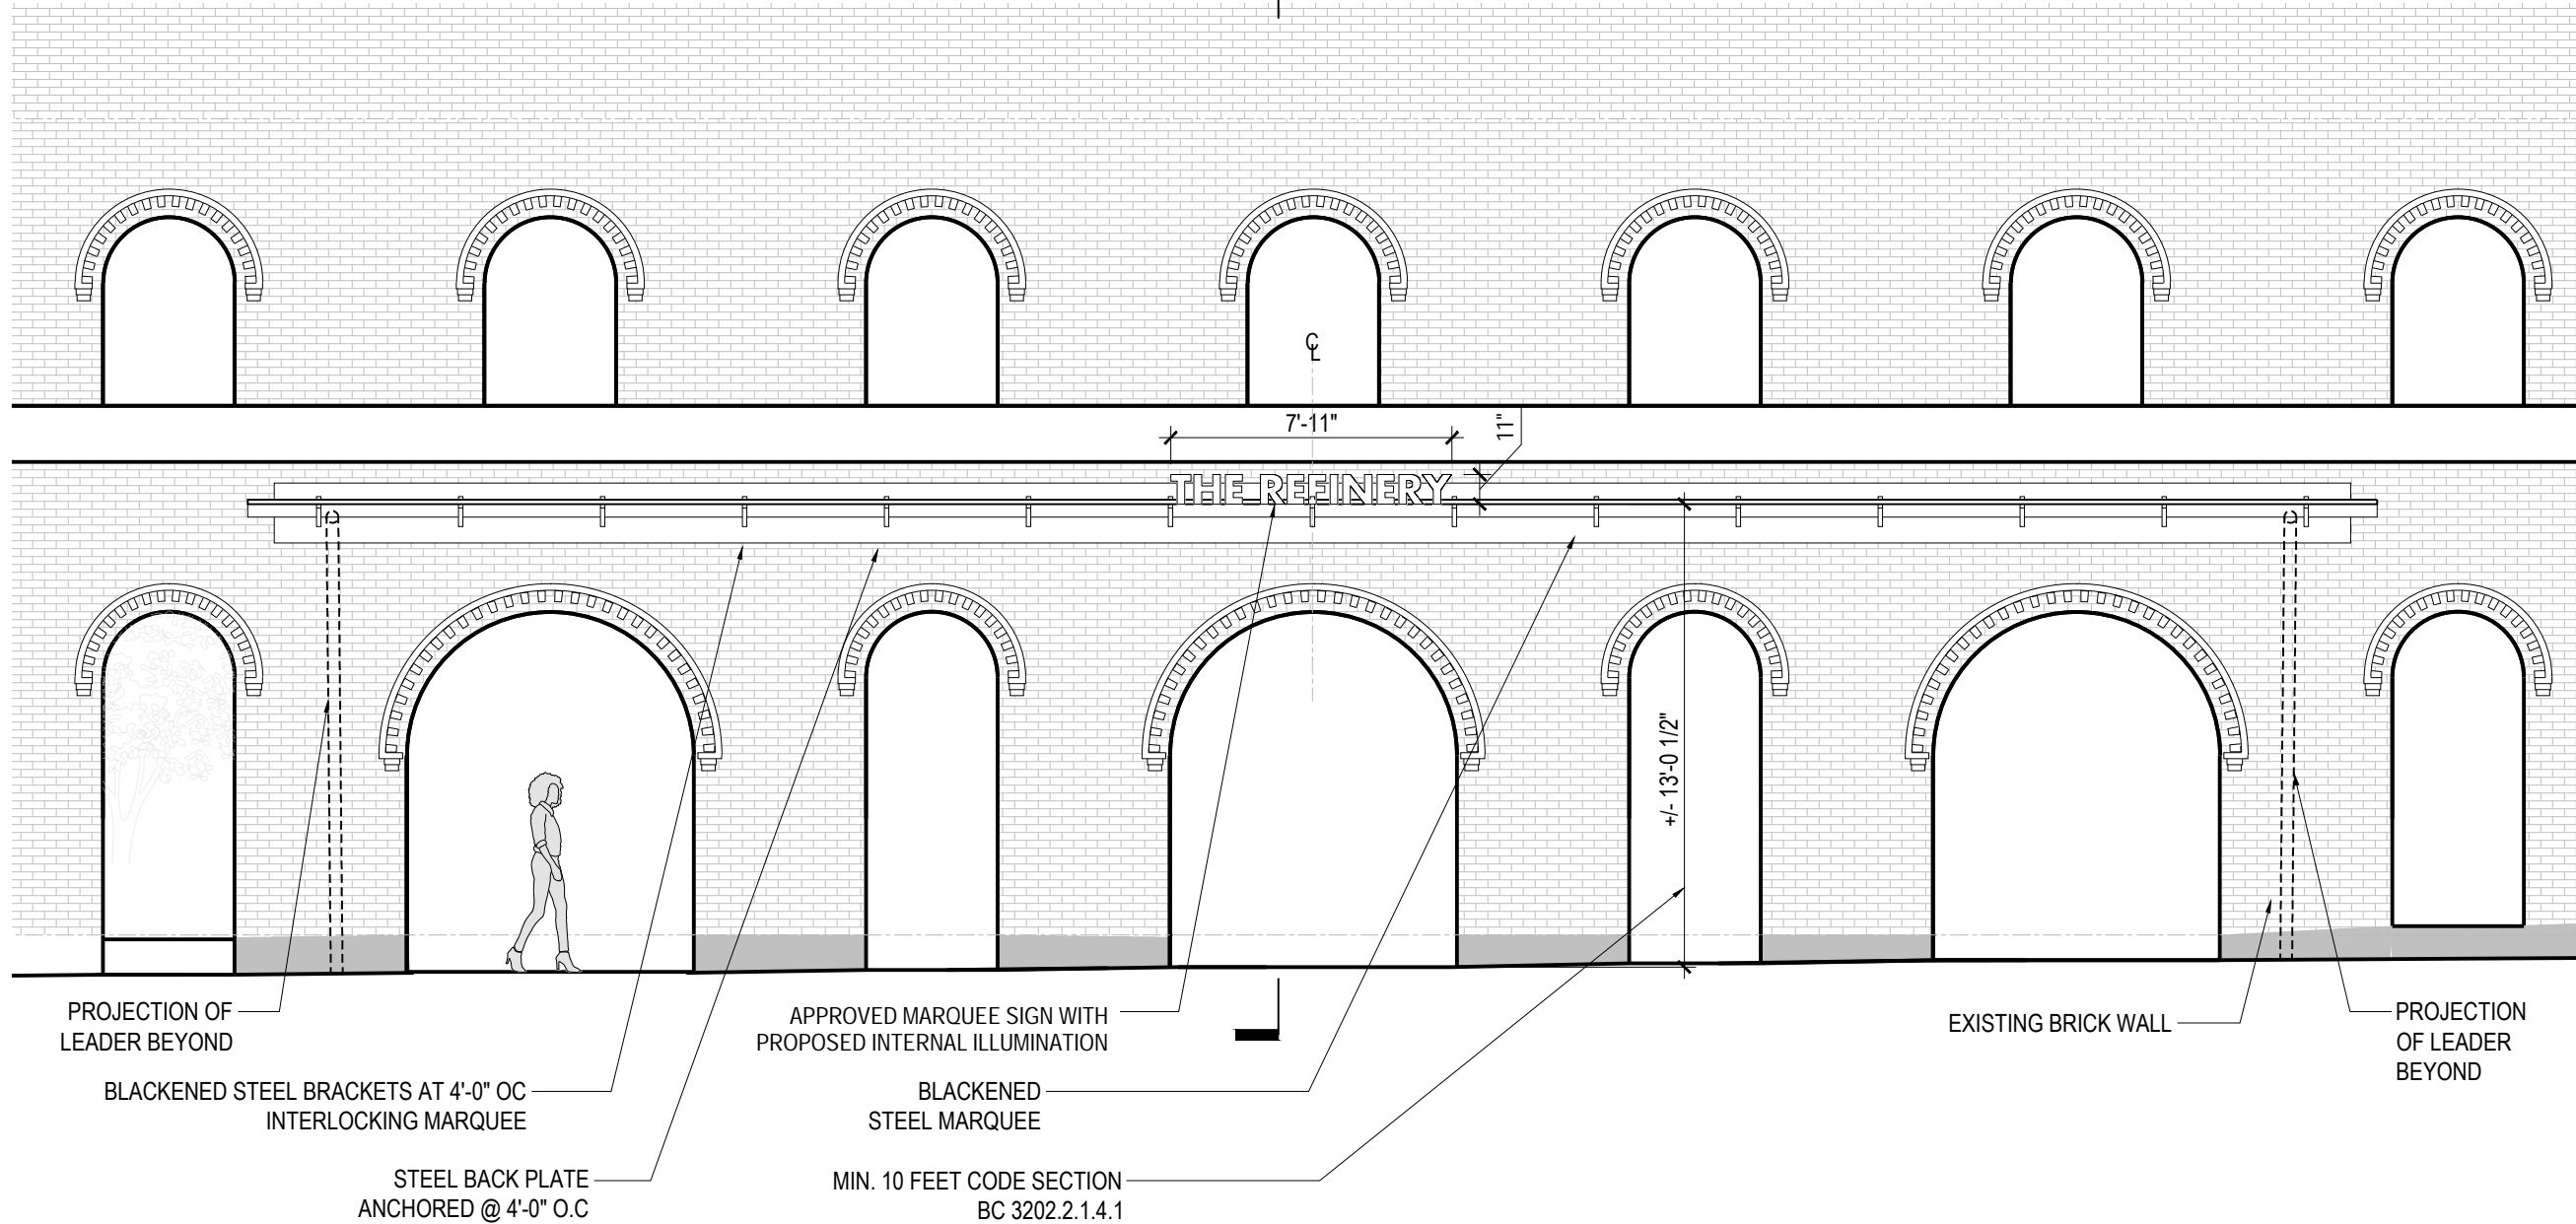 ℄
7'-11"
11"
THE REFINERY
+/- 13'-0 1/2"
PROJECTION OF
LEADER BEYOND
BLACKENED STEEL BRACKETS AT 4'-0" OC
INTERLOCKING MARQUEE
STEEL BACK PLATE
ANCHORED @ 4'-0" O.C
APPROVED MARQUEE SIGN WITH
PROPOSED INTERNAL ILLUMINATION
BLACKENED
STEEL MARQUEE
MIN. 10 FEET CODE SECTION
BC 3202.2.1.4.1
EXISTING BRICK WALL
PROJECTION
OF LEADER
BEYOND